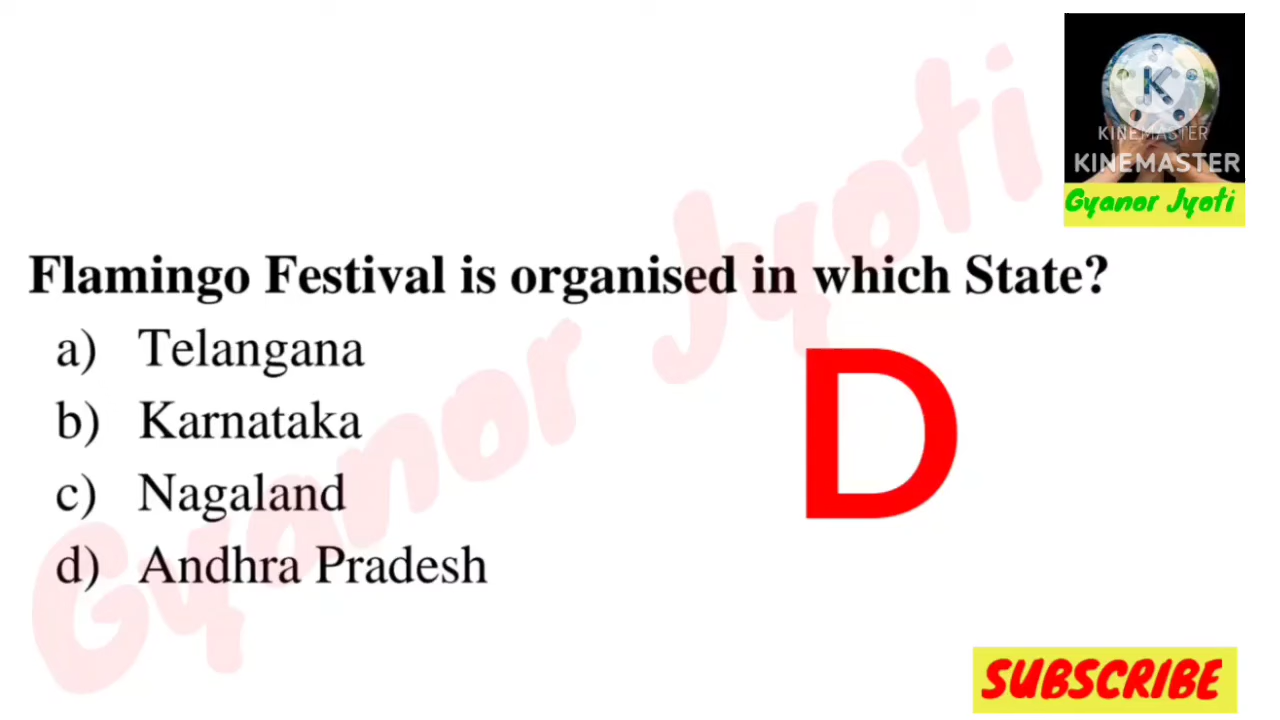 K
KINEMASTER
KINEMASTER
Gyanor Jyoti
Gyanor Jyoti
Flamingo Festival is organised in which State?
a) Telangana
b) Karnataka
c) Nagaland
d) Andhra Pradesh
D
SUBSCRIBE